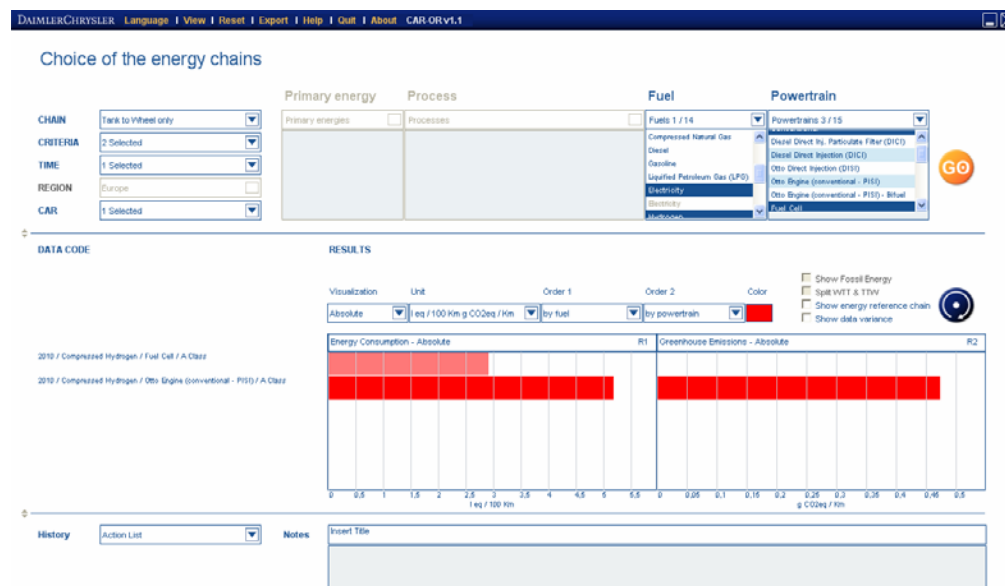 DAIMLERCHRYSLER Language I View I Reset I Export I Help I Quit I About CAR-OR v1.1
Choice of the energy chains
Primary energy Process Fuel Powertrain
CHAIN Tank to Wheel only Primary energies Processes Fuels 1 / 14 Powertrains 3 / 15
CRITERIA 2 Selected
TIME 1 Selected
REGION Europe
CAR 1 Selected
Compressed Natural Gas
Diesel
Gasoline
Liquified Petroleum Gas (LPG)
Electricity
Electricity
Hydrogen
Diesel Direct Inj. Particulate Filter (DICI)
Diesel Direct Injection (DICI)
Otto Direct Injection (DISI)
Otto Engine (conventional - PISI)
Otto Engine (conventional - PISI) - Bifuel
Fuel Cell
GO
DATA CODE RESULTS
Visualization Unit Order 1 Order 2 Color
Absolute l eq / 100 Km g CO2eq / Km by fuel by powertrain
Show Fossil Energy
Split WTT & TTW
Show energy reference chain
Show data variance
Energy Consumption - Absolute R1 Greenhouse Emissions - Absolute R2
2010 / Compressed Hydrogen / Fuel Cell / A Class
2010 / Compressed Hydrogen / Otto Engine (conventional - PISI) / A Class
0 0,5 1 1,5 2 2,5 3 3,5 4 4,5 5 5,5 0 0,05 0,1 0,15 0,2 0,25 0,3 0,35 0,4 0,45 0,5
l eq / 100 Km g CO2eq / Km
History Action List Notes Insert Title